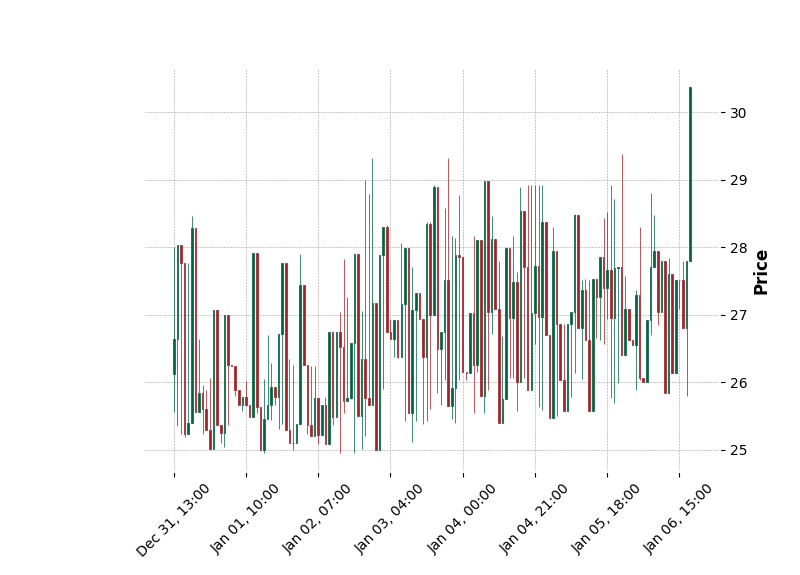 30
29
28
27
26
25
Price
Dec 31, 13:00
Jan 01, 10:00
Jan 02, 07:00
Jan 03, 04:00
Jan 04, 00:00
Jan 04, 21:00
Jan 05, 18:00
Jan 06, 15:00